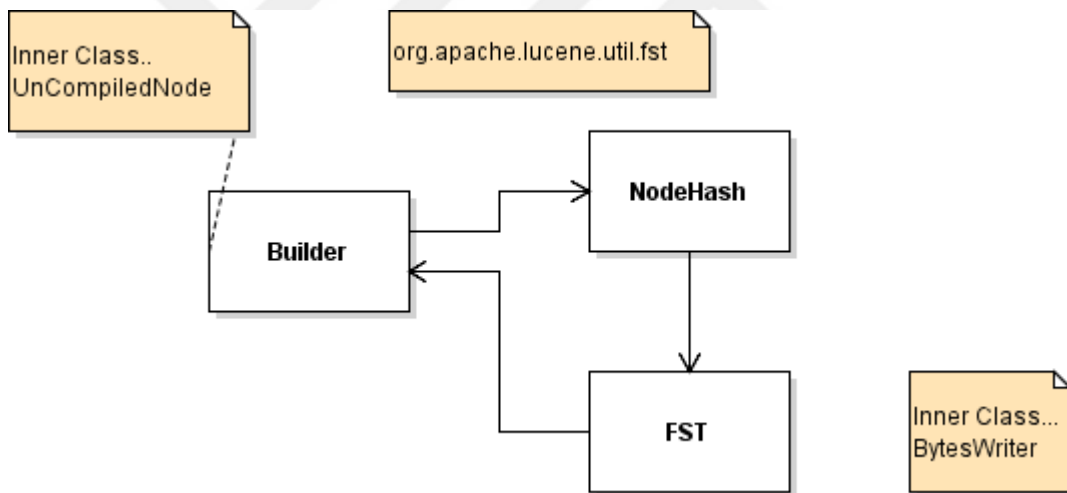 Inner Class..
UnCompiledNode
org.apache.lucene.util.fst
NodeHash
Builder
FST
Inner Class...
BytesWriter